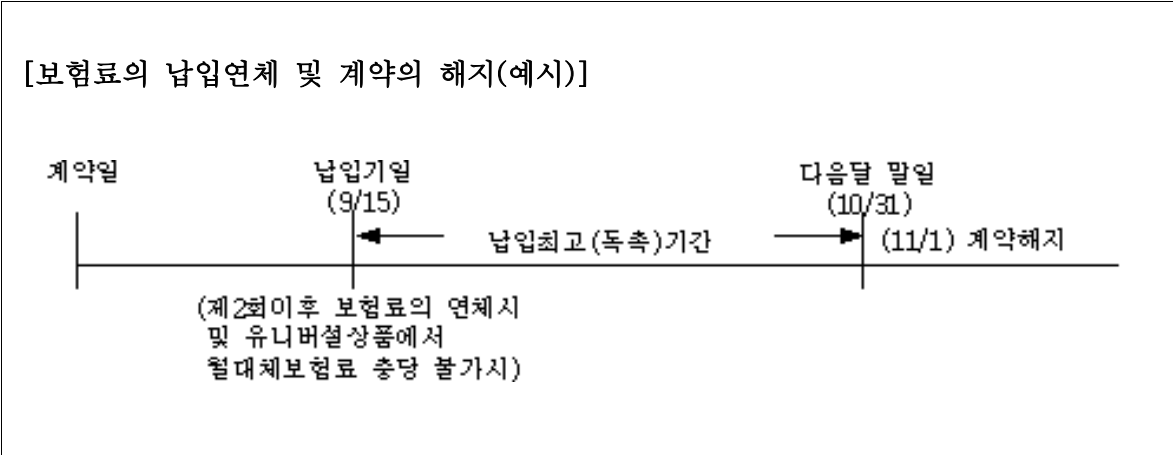 [보험료의 납입연체 및 계약의 해지(예시)]
계약일
납입기일
(9/15)
다음달 말일
(10/31)
납입최고(독촉)기간
(11/1) 계약해지
(제2회이후 보험료의 연체시
및 유니버설상품에서
월대체보험료 충당 불가시)